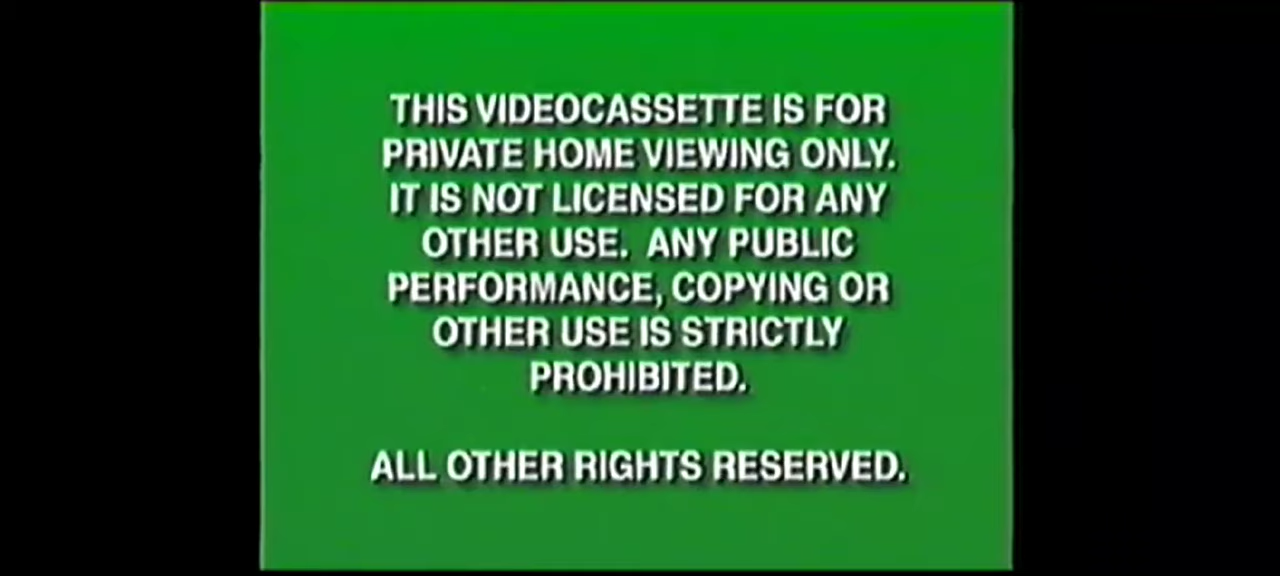 THIS VIDEOCASSETTE IS FOR
PRIVATE HOME VIEWING ONLY.
IT IS NOT LICENSED FOR ANY
OTHER USE.  ANY PUBLIC
PERFORMANCE, COPYING OR
OTHER USE IS STRICTLY
PROHIBITED.
ALL OTHER RIGHTS RESERVED.